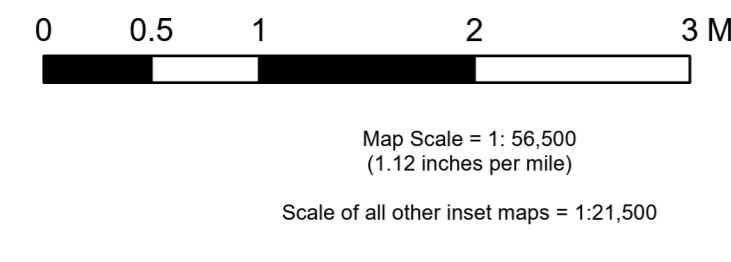 0 0.5 1 2 3 M
Map Scale = 1: 56,500
(1.12 inches per mile)
Scale of all other inset maps = 1:21,500